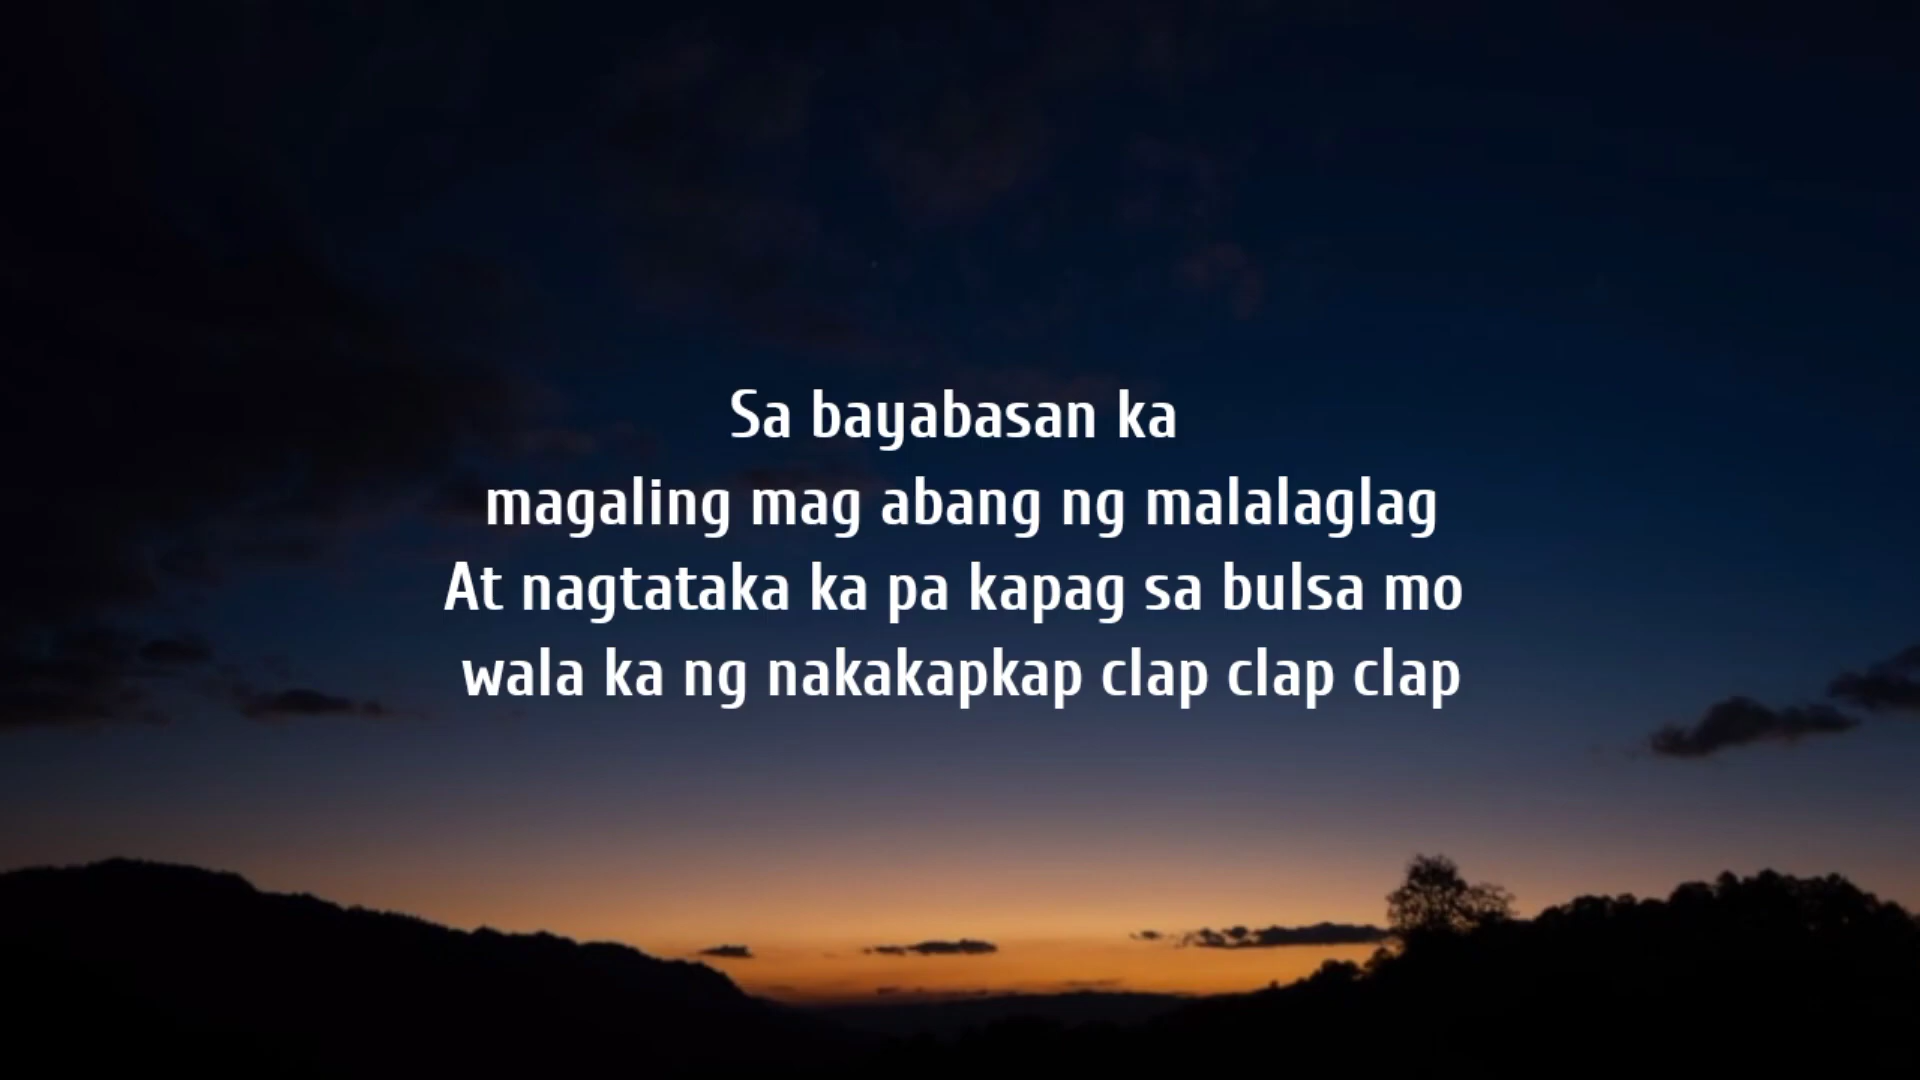 Sa bayabasan ka
magaling mag abang ng malalaglag
At nagtataka ka pa kapag sa bulsa mo
wala ka ng nakakapkap clap clap clap